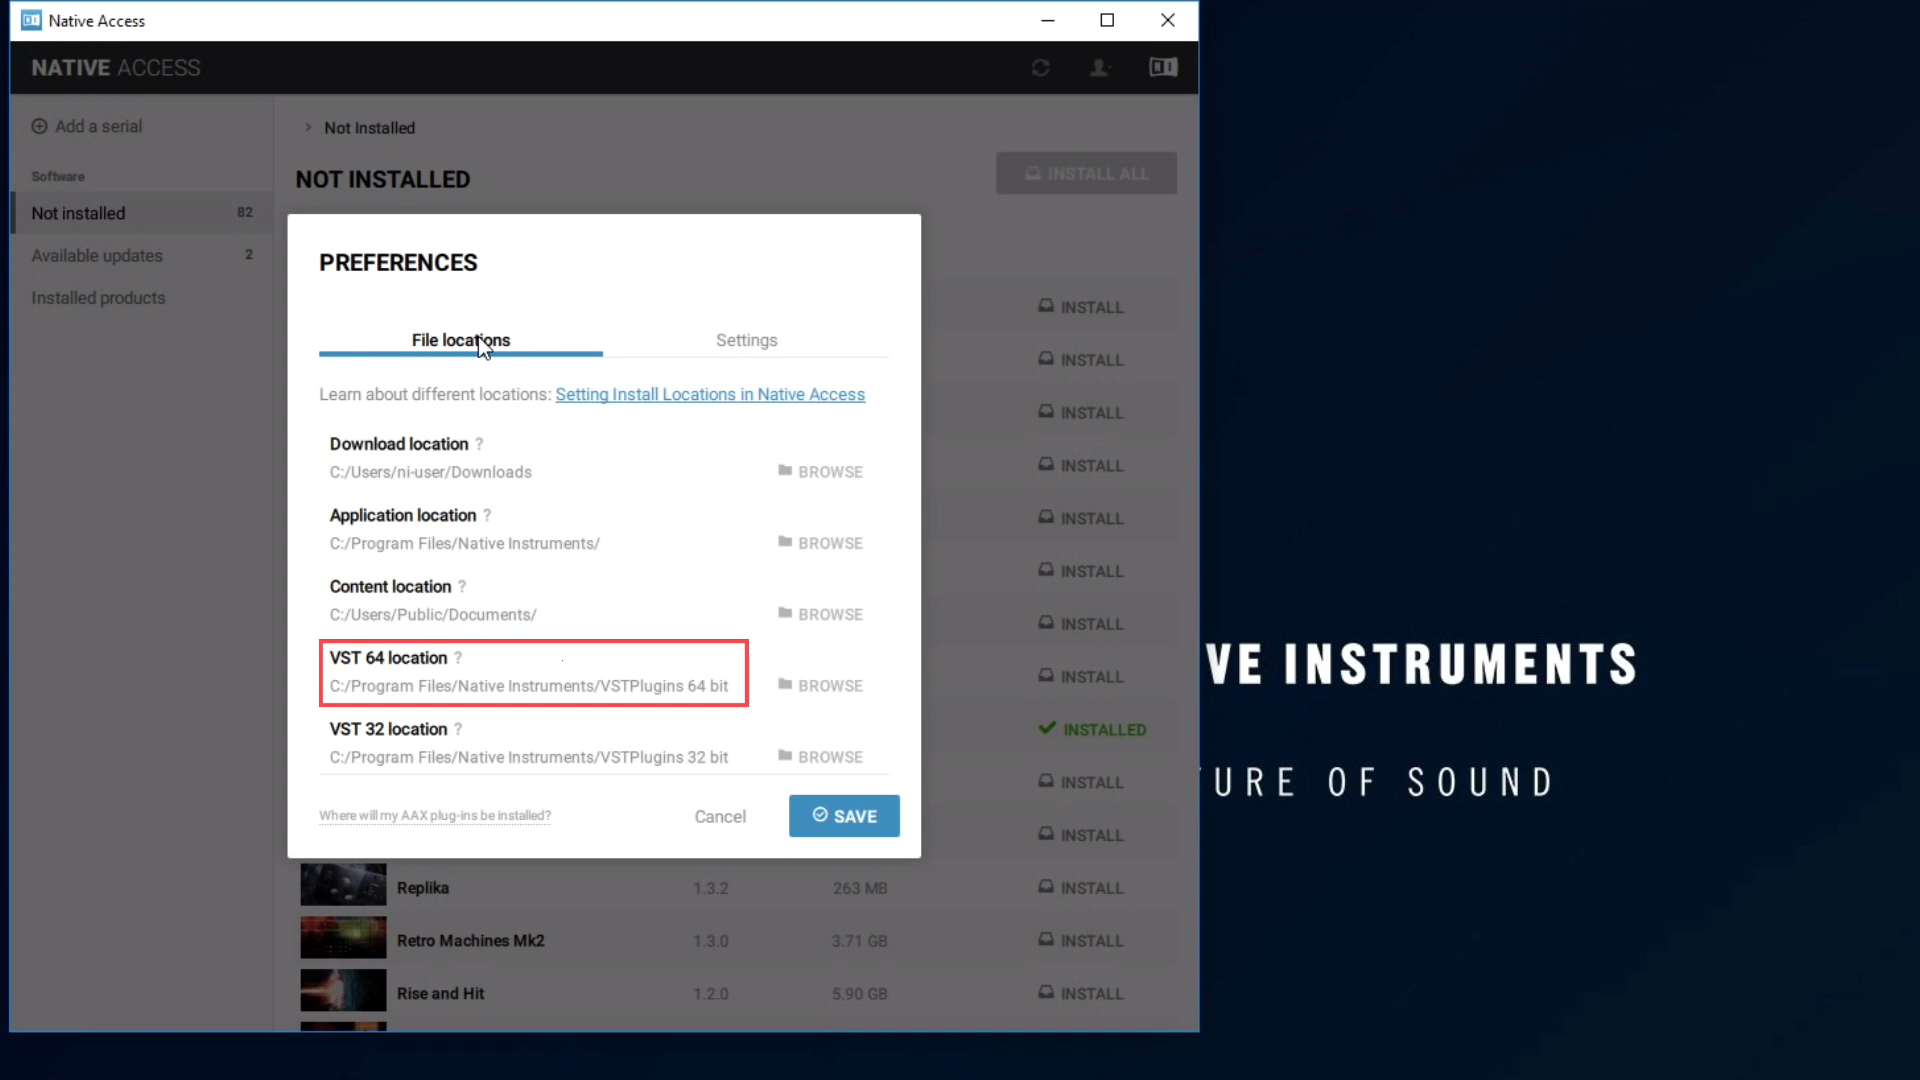 Native Access
NATIVE ACCESS
Add a serial
Software
Not installed 82
Available updates 2
Installed products
> Not Installed
NOT INSTALLED
INSTALL ALL
PREFERENCES
File locations
Settings
Learn about different locations: Setting Install Locations in Native Access
Download location ?
C:/Users/ni-user/Downloads
BROWSE
Application location ?
C:/Program Files/Native Instruments/
BROWSE
Content location ?
C:/Users/Public/Documents/
BROWSE
VST 64 location ?
C:/Program Files/Native Instruments/VSTPlugins 64 bit
BROWSE
VST 32 location ?
C:/Program Files/Native Instruments/VSTPlugins 32 bit
BROWSE
Where will my AAX plug-ins be installed?
Cancel
SAVE
INSTALL
INSTALL
INSTALL
INSTALL
INSTALL
INSTALL
INSTALL
INSTALL
INSTALLED
INSTALL
INSTALL
Replika 1.3.2 263 MB INSTALL
Retro Machines Mk2 1.3.0 3.71 GB INSTALL
Rise and Hit 1.2.0 5.90 GB INSTALL
VE INSTRUMENTS
URE OF SOUND